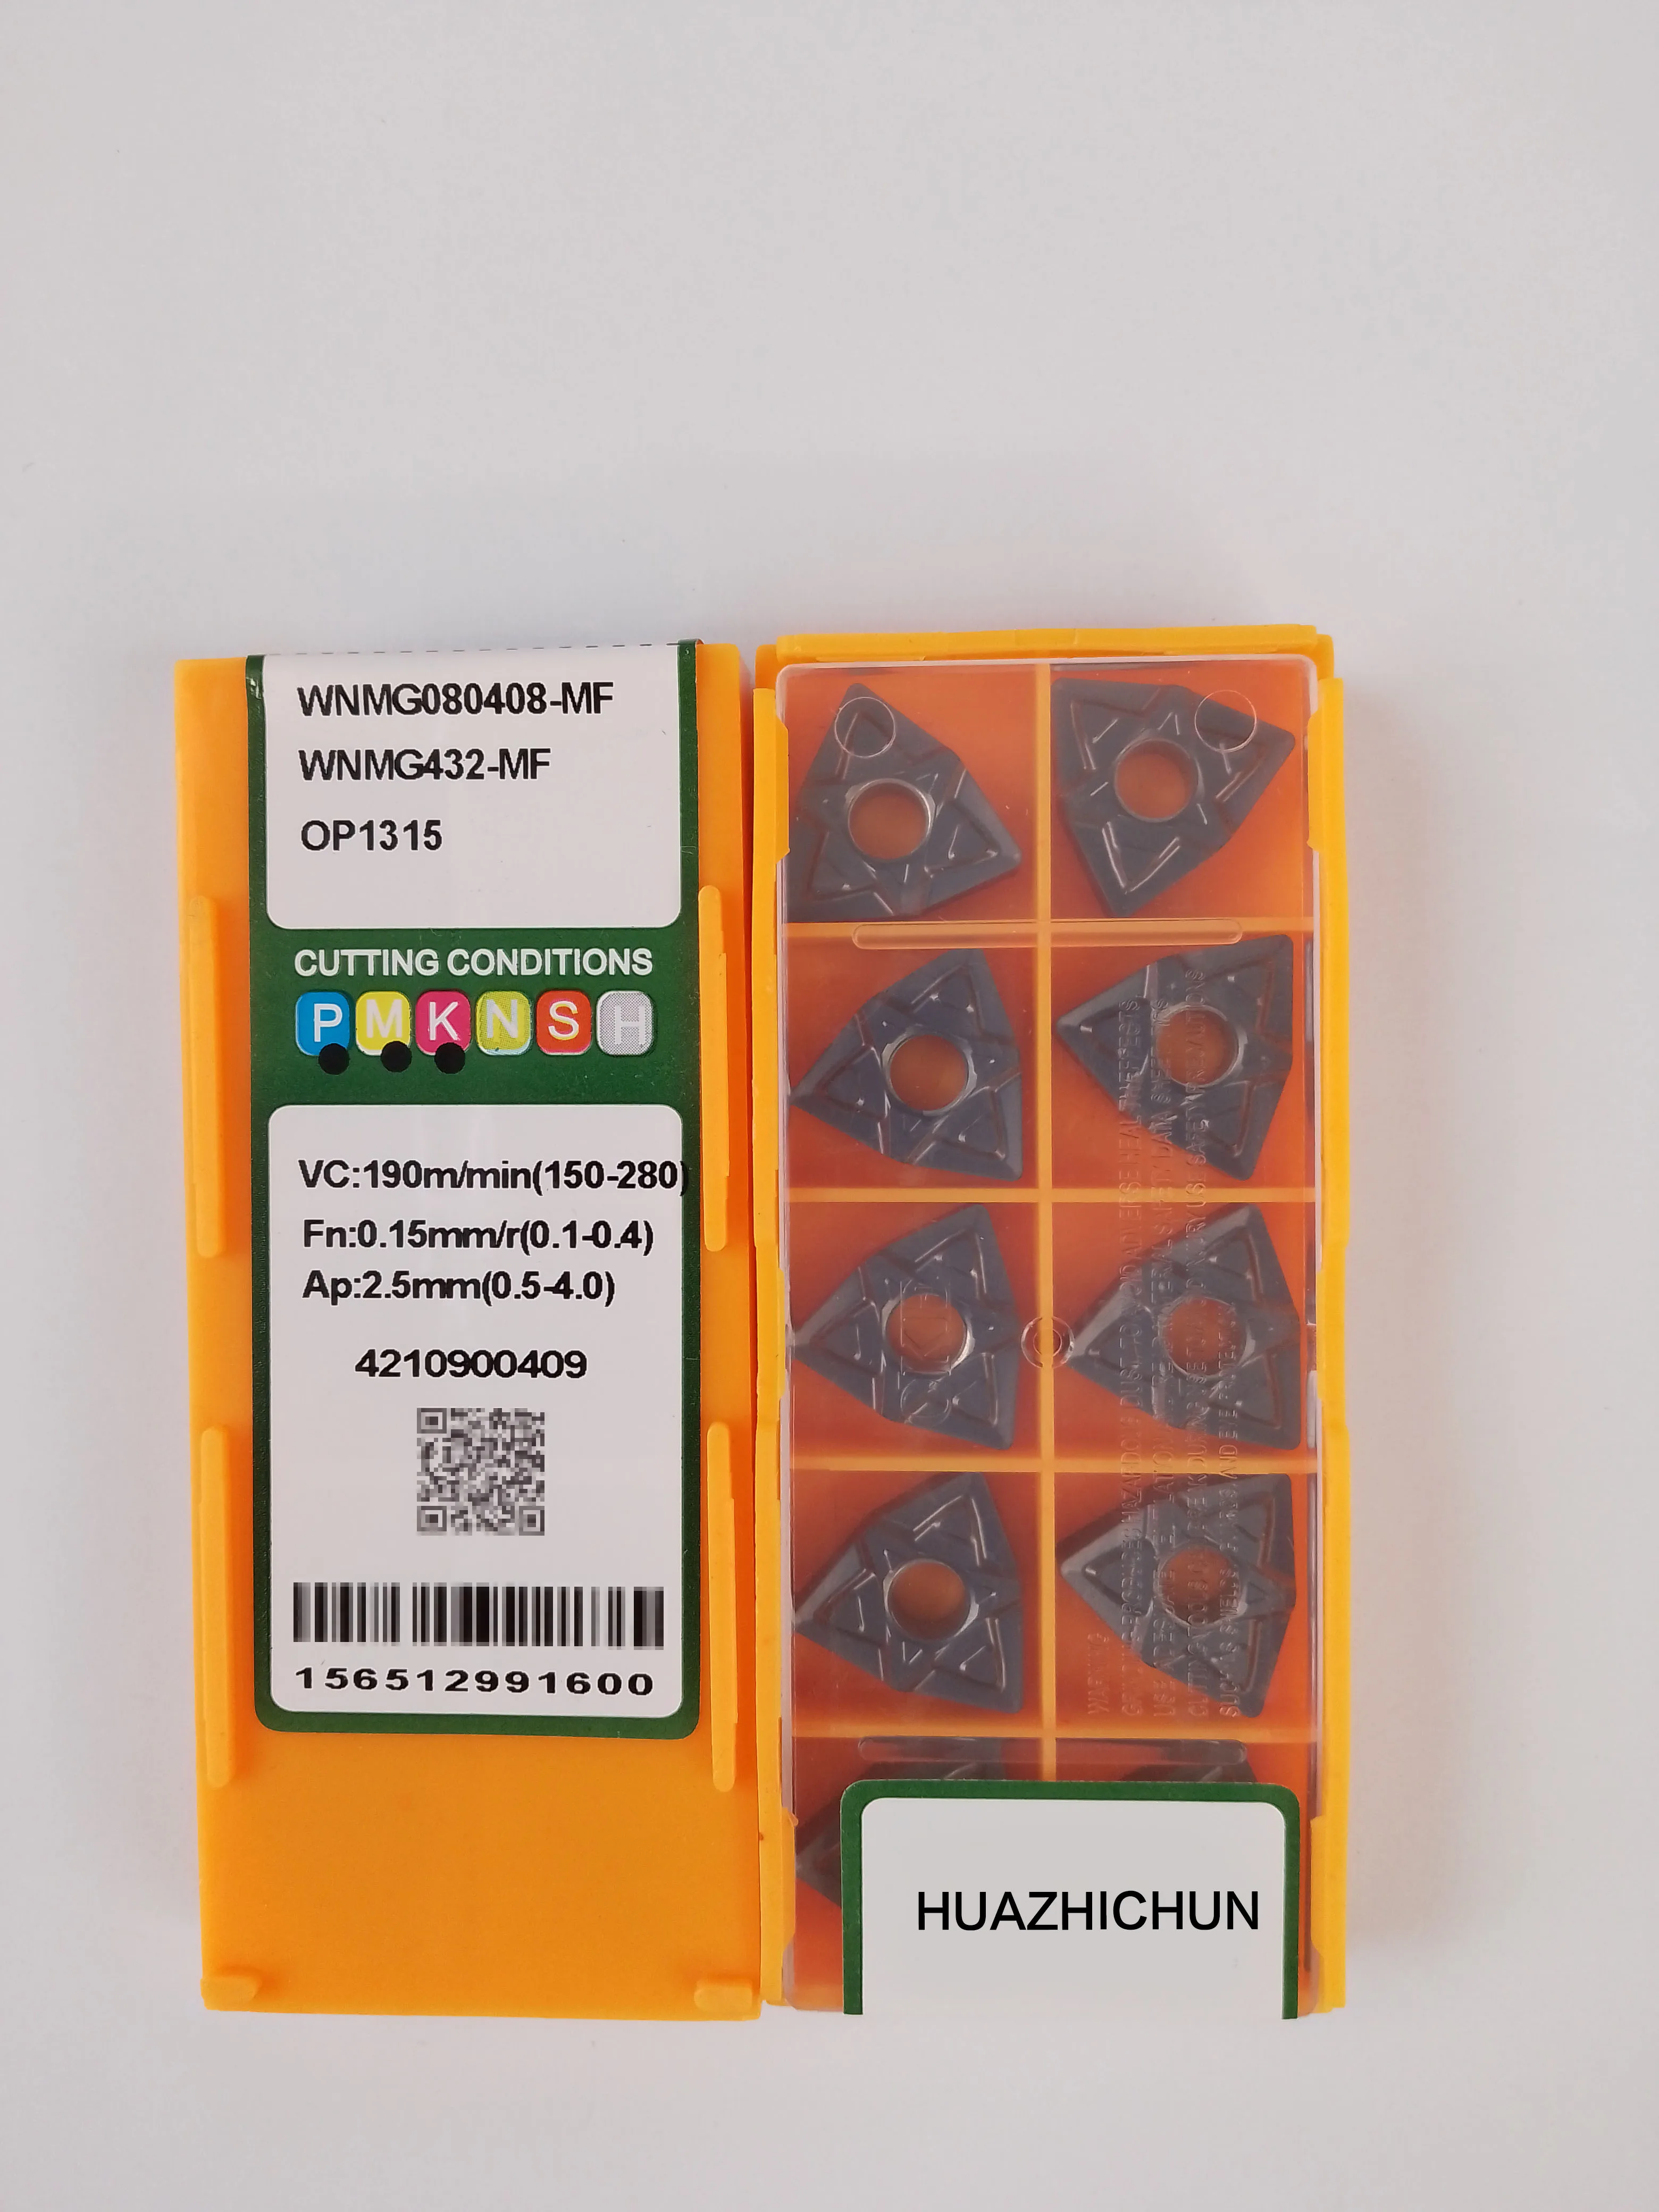 WNMG080408-MF
WNMG432-MF
OP1315
CUTTING CONDITIONS
P M K N S H
VC:190m/min(150-280)
Fn:0.15mm/r(0.1-0.4)
Ap:2.5mm(0.5-4.0)
4210900409
156512991600
WARNING
HUAZHICHUN